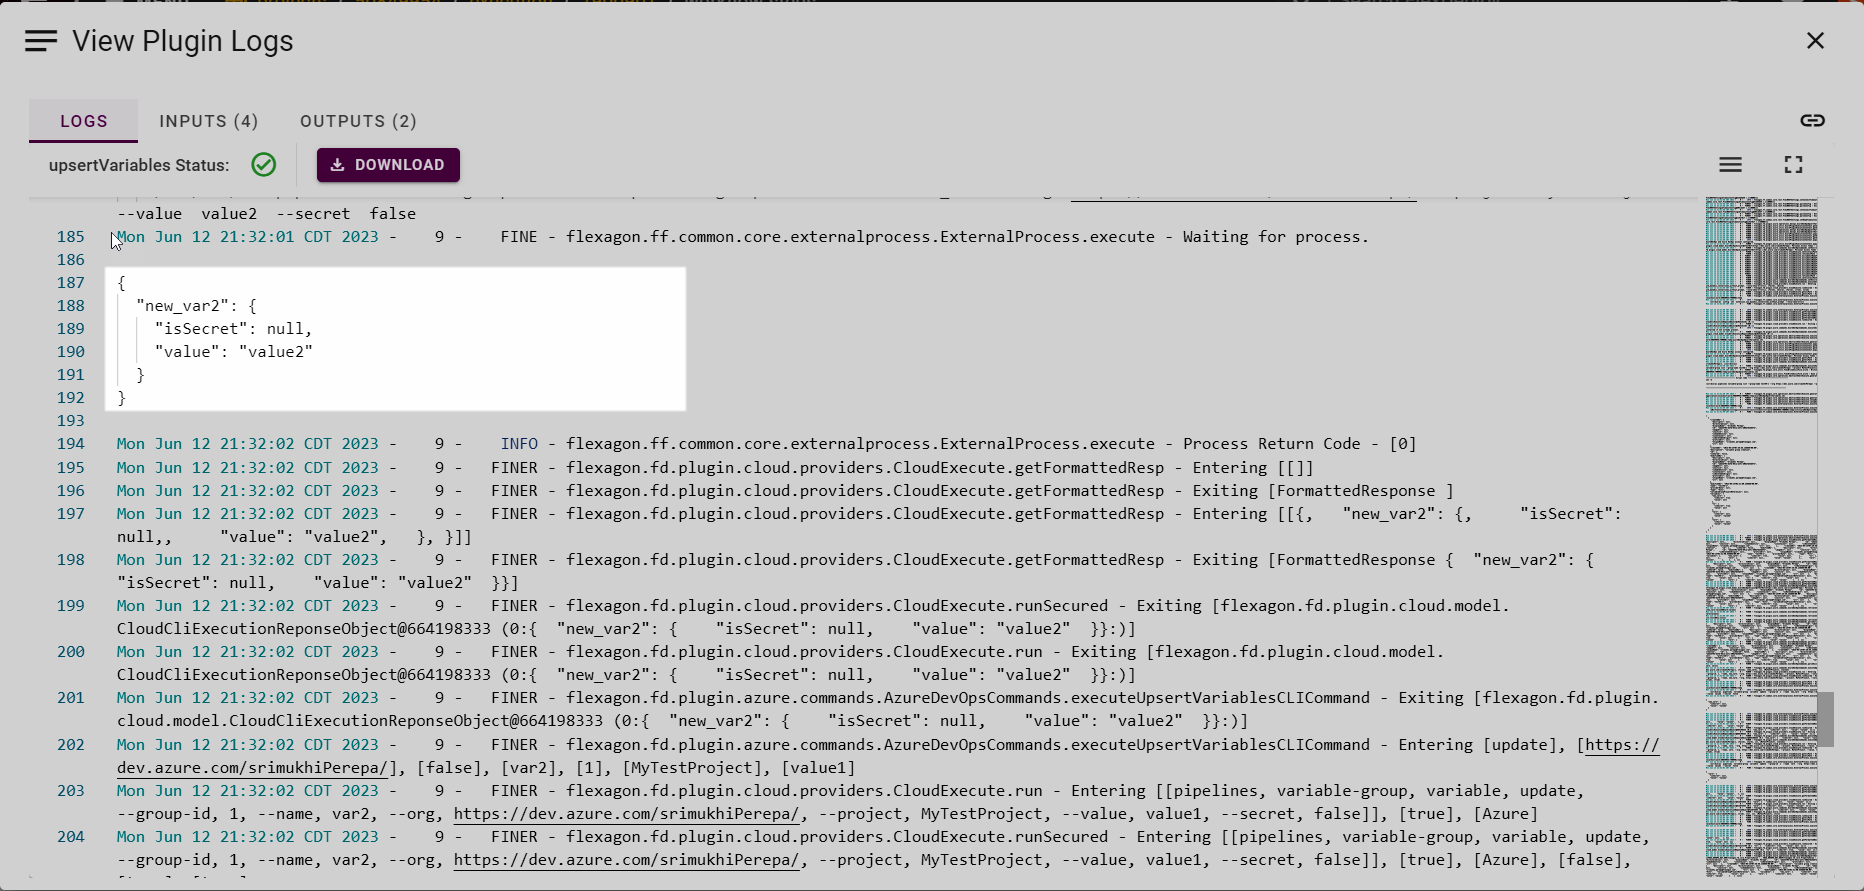 View Plugin Logs
LOGS INPUTS (4) OUTPUTS (2)
upsertVariables Status: DOWNLOAD
--value  value2  --secret  false
185 Mon Jun 12 21:32:01 CDT 2023 -    9 -    FINE - flexagon.ff.common.core.externalprocess.ExternalProcess.execute - Waiting for process.
186
187 {
188   "new_var2": {
189     "isSecret": null,
190     "value": "value2"
191   }
192 }
193
194 Mon Jun 12 21:32:02 CDT 2023 -    9 -    INFO - flexagon.ff.common.core.externalprocess.ExternalProcess.execute - Process Return Code - [0]
195 Mon Jun 12 21:32:02 CDT 2023 -    9 -   FINER - flexagon.fd.plugin.cloud.providers.CloudExecute.getFormattedResp - Entering [[]]
196 Mon Jun 12 21:32:02 CDT 2023 -    9 -   FINER - flexagon.fd.plugin.cloud.providers.CloudExecute.getFormattedResp - Exiting [FormattedResponse ]
197 Mon Jun 12 21:32:02 CDT 2023 -    9 -   FINER - flexagon.fd.plugin.cloud.providers.CloudExecute.getFormattedResp - Entering [[{,   "new_var2": {,     "isSecret":
null,,     "value": "value2",   }, }]]
198 Mon Jun 12 21:32:02 CDT 2023 -    9 -   FINER - flexagon.fd.plugin.cloud.providers.CloudExecute.getFormattedResp - Exiting [FormattedResponse {  "new_var2": {
"isSecret": null,    "value": "value2"  }}]
199 Mon Jun 12 21:32:02 CDT 2023 -    9 -   FINER - flexagon.fd.plugin.cloud.providers.CloudExecute.runSecured - Exiting [flexagon.fd.plugin.cloud.model.
CloudCliExecutionReponseObject@664198333 (0:{  "new_var2": {    "isSecret": null,    "value": "value2"  }}:)]
200 Mon Jun 12 21:32:02 CDT 2023 -    9 -   FINER - flexagon.fd.plugin.cloud.providers.CloudExecute.run - Exiting [flexagon.fd.plugin.cloud.model.
CloudCliExecutionReponseObject@664198333 (0:{  "new_var2": {    "isSecret": null,    "value": "value2"  }}:)]
201 Mon Jun 12 21:32:02 CDT 2023 -    9 -   FINER - flexagon.fd.plugin.azure.commands.AzureDevOpsCommands.executeUpsertVariablesCLICommand - Exiting [flexagon.fd.plugin.
cloud.model.CloudCliExecutionReponseObject@664198333 (0:{  "new_var2": {    "isSecret": null,    "value": "value2"  }}:)]
202 Mon Jun 12 21:32:02 CDT 2023 -    9 -   FINER - flexagon.fd.plugin.azure.commands.AzureDevOpsCommands.executeUpsertVariablesCLICommand - Entering [update], [https://
dev.azure.com/srimukhiPerepa/], [false], [var2], [1], [MyTestProject], [value1]
203 Mon Jun 12 21:32:02 CDT 2023 -    9 -   FINER - flexagon.fd.plugin.cloud.providers.CloudExecute.run - Entering [[pipelines, variable-group, variable, update,
--group-id, 1, --name, var2, --org, https://dev.azure.com/srimukhiPerepa/, --project, MyTestProject, --value, value1, --secret, false]], [true], [Azure]
204 Mon Jun 12 21:32:02 CDT 2023 -    9 -   FINER - flexagon.fd.plugin.cloud.providers.CloudExecute.runSecured - Entering [[pipelines, variable-group, variable, update,
--group-id, 1, --name, var2, --org, https://dev.azure.com/srimukhiPerepa/, --project, MyTestProject, --value, value1, --secret, false]], [true], [Azure], [false],